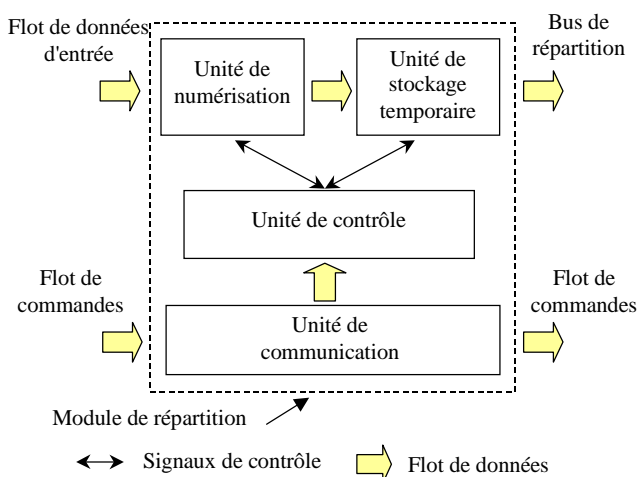 Flot de données
d'entrée
Unité de
numérisation
Unité de
stockage
temporaire
Bus de
répartition
Unité de contrôle
Flot de
commandes
Unité de
communication
Flot de
commandes
Module de répartition
Signaux de contrôle
Flot de données